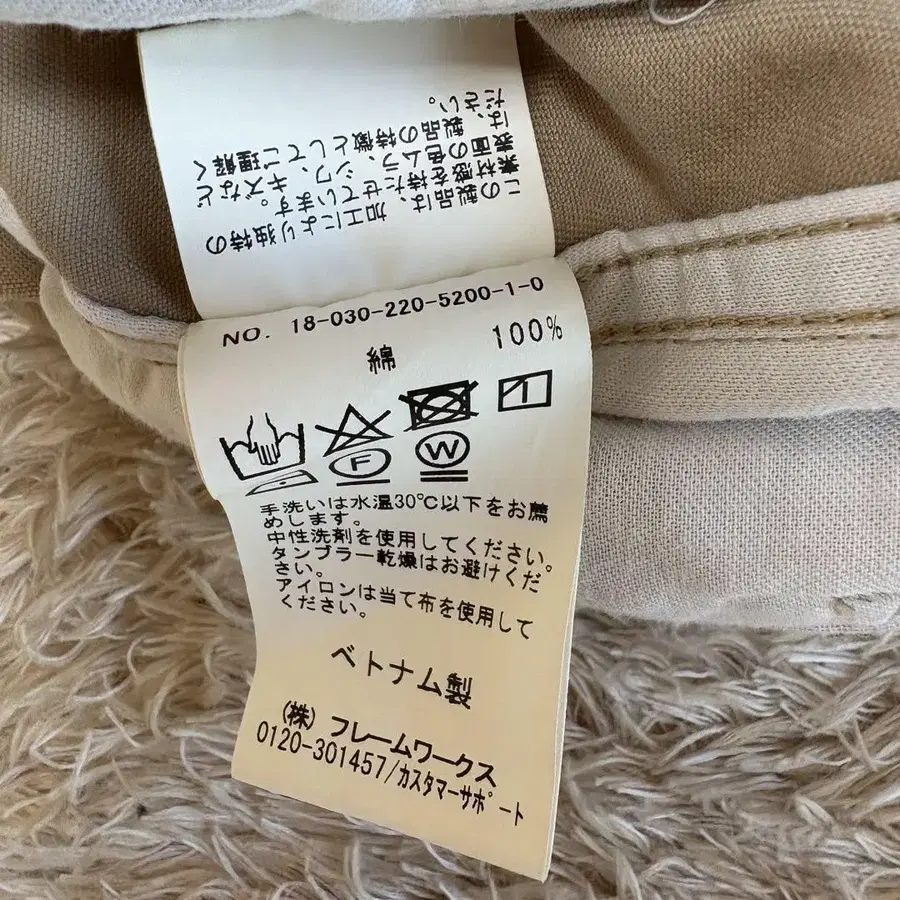 この製品は、加工により独特の
素材感を持たせています。
表面の色ムラ、シワ、キズなど
は、製品の特徴としてご理解く
ださい。
NO. 18-030-220-5200-1-0
綿 100%
F W
手洗いは水温30℃以下をお薦
めします。
中性洗剤を使用してください。
タンブラー乾燥はお避けくだ
さい。
アイロンは当て布を使用して
ください。
ベトナム製
(株) フレームワークス
0120-301457/カスタマーサポート